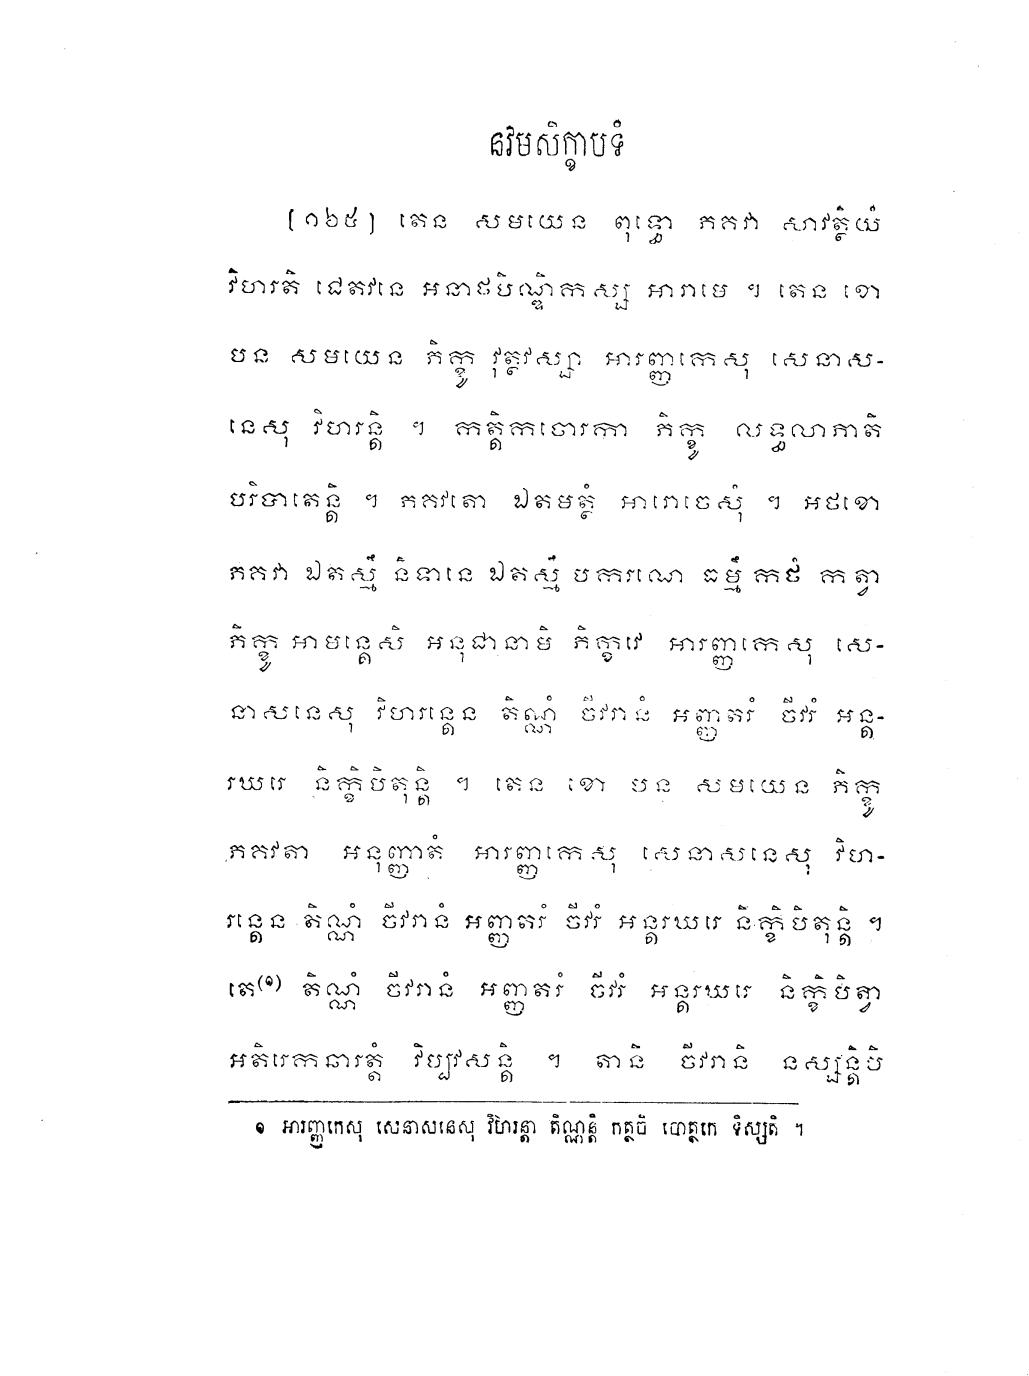 នវមសិក្ខាបទំ
[១៦៥] តេន សមយេន ពុទ្ធោ ភគវា សាវត្ថិយំ
វិហរតិ ជេតវនេ អនាថបិណ្ឌិកស្ស អារាមេ ។ តេន ខោ
បន សមយេន ភិក្ខូ វុត្ថវស្សា អារញ្ញកេសុ សេនាស-
នេសុ វិហរន្តិ ។ កត្តិកចោរកា ភិក្ខូ លទ្ធលាភាតិ
បរិបាតេន្តិ ។ ភគវតោ ឯតមត្ថំ អារោចេសុំ ។ អថខោ
ភគវា ឯតស្មឹ និទានេ ឯតស្មឹ បករណេ ធម្មឹ កថំ កត្វា
ភិក្ខូ អាមន្តេសិ អនុជានាមិ ភិក្ខវេ អារញ្ញកេសុ សេ-
នាសនេសុ វិហរន្តេន តិណ្ណំ ចីវរានំ អញ្ញតរំ ចីវរំ អន្ត-
រឃរេ និក្ខិបិតុន្តិ ។ តេន ខោ បន សមយេន ភិក្ខូ
ភគវតា អនុញ្ញាតំ អារញ្ញកេសុ សេនាសនេសុ វិហ-
រន្តេន តិណ្ណំ ចីវរានំ អញ្ញតរំ ចីវរំ អន្តរឃរេ និក្ខិបិតុន្តិ ។
តេ(១) តិណ្ណំ ចីវរានំ អញ្ញតរំ ចីវរំ អន្តរឃរេ និក្ខិបិត្វា
អតិរេកឆារត្តំ វិប្បវសន្តិ ។ តានិ ចីវរានិ នស្សន្តិបិ
១ អារញ្ញកេសុ សេនាសនេសុ វិហរន្តា តិណ្ណន្តិ កត្ថចិ បោត្ថកេ ទិស្សតិ ។